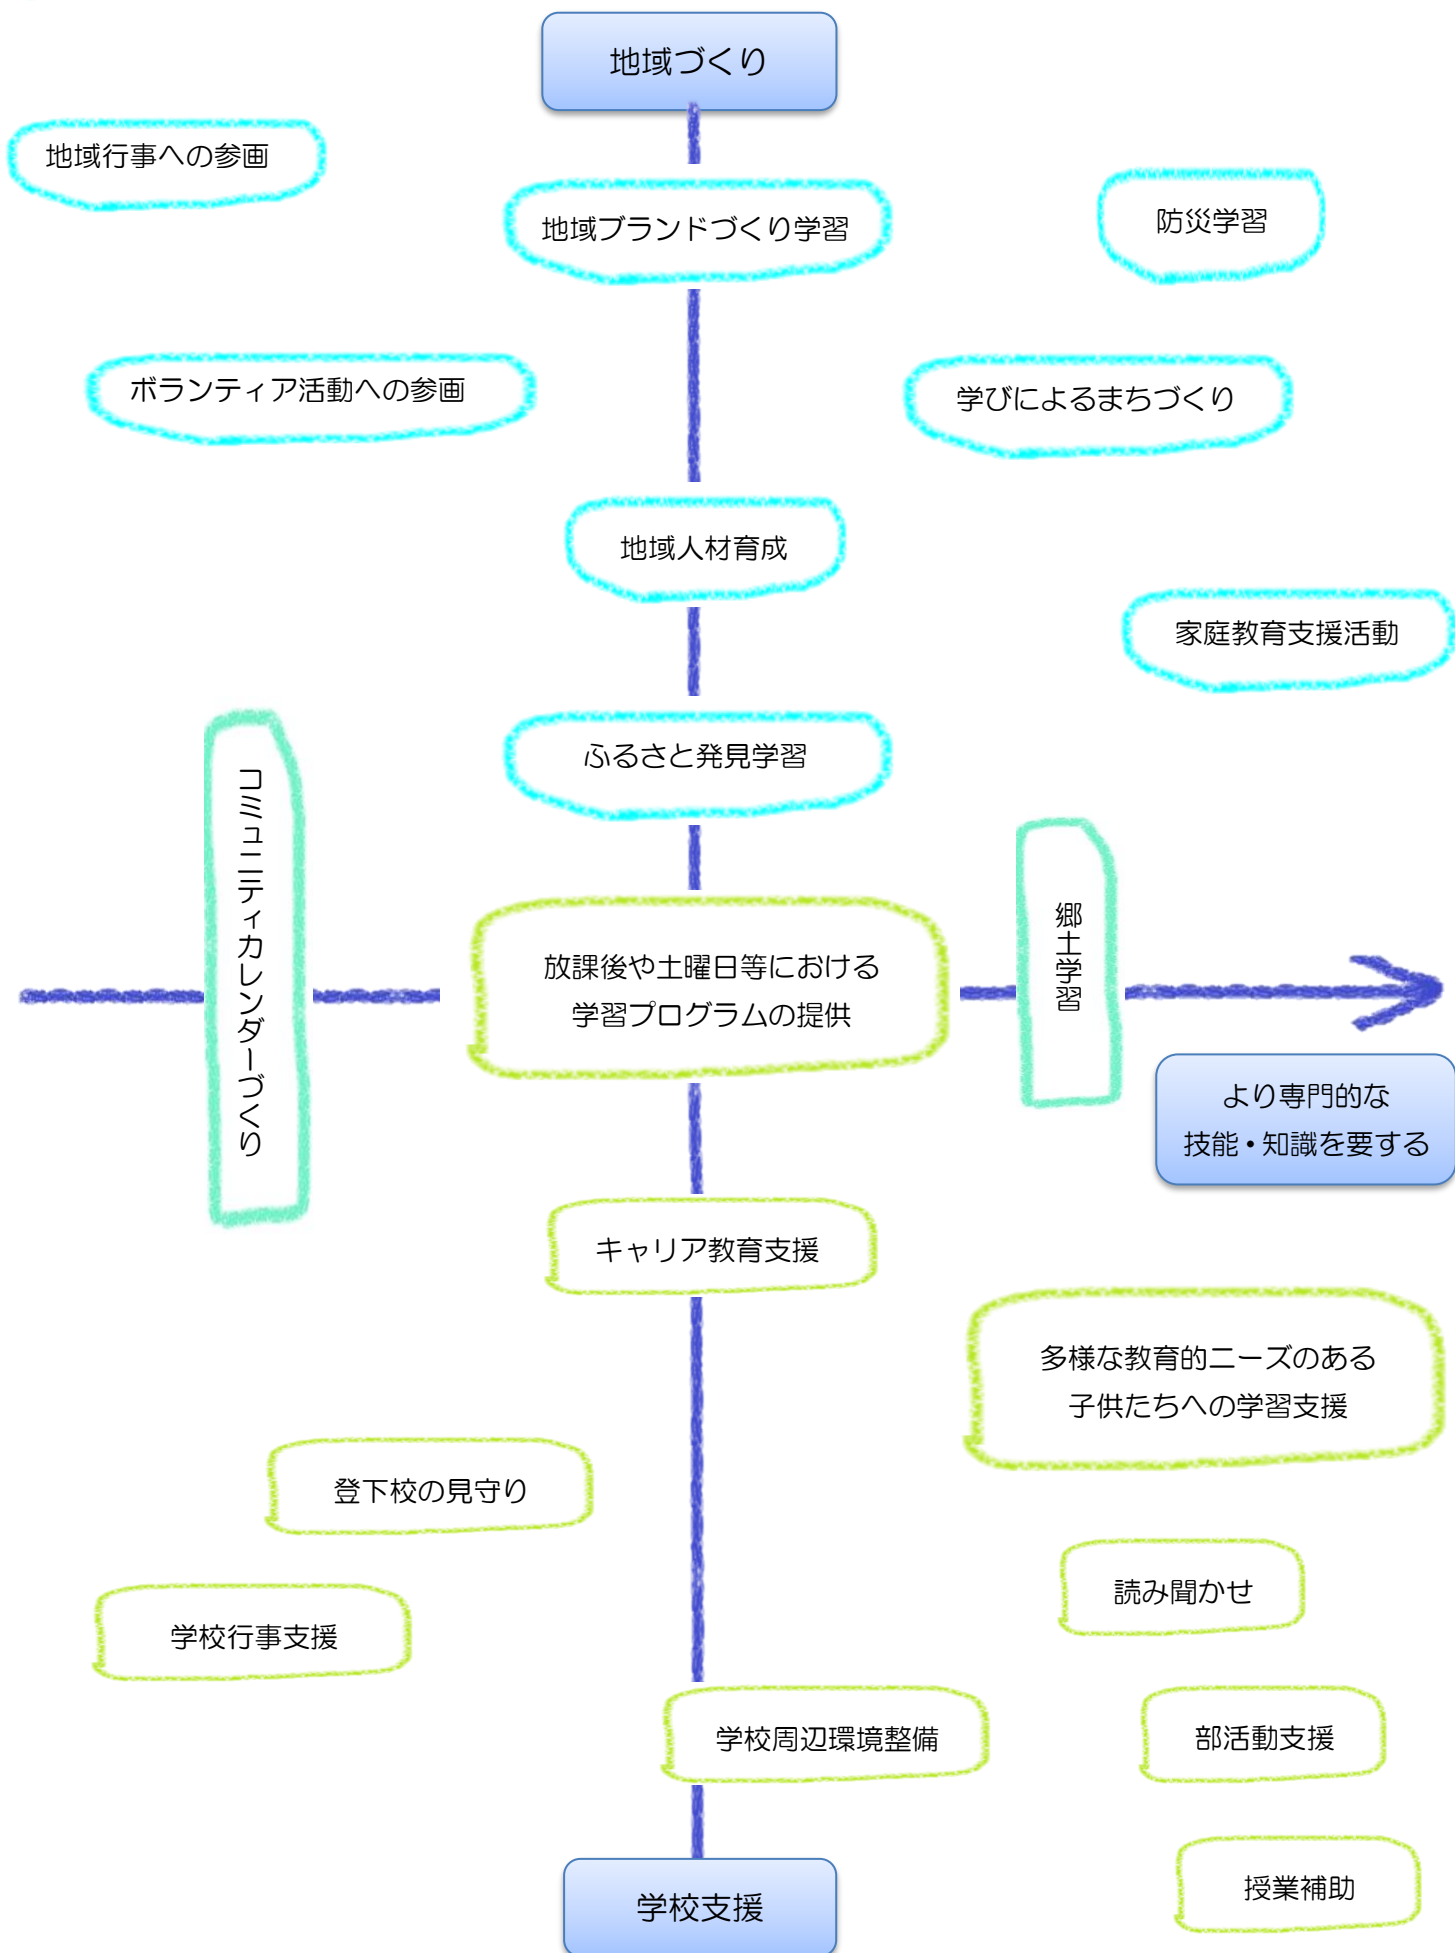 地域づくり
地域行事への参画
地域ブランドづくり学習
防災学習
ボランティア活動への参画
学びによるまちづくり
地域人材育成
家庭教育支援活動
ふるさと発見学習
コミュニティカレンダーづくり
放課後や土曜日等における
学習プログラムの提供
郷土学習
より専門的な
技能・知識を要する
キャリア教育支援
多様な教育的ニーズのある
子供たちへの学習支援
登下校の見守り
読み聞かせ
学校行事支援
学校周辺環境整備
部活動支援
授業補助
学校支援